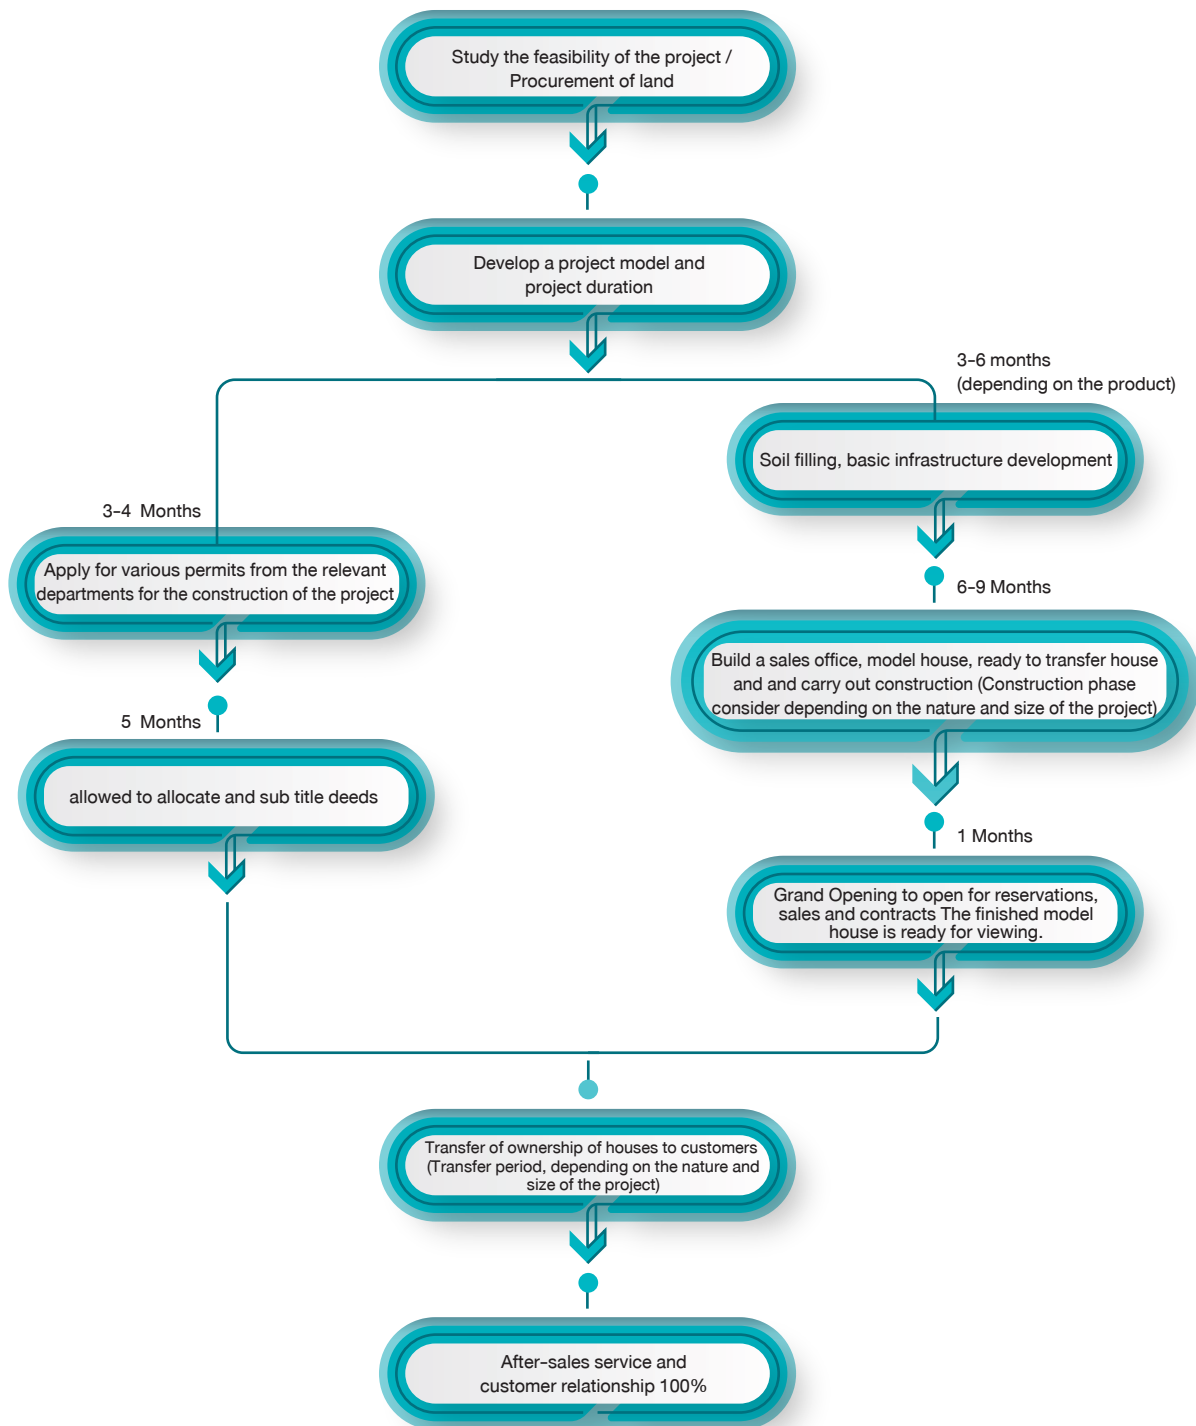 Study the feasibility of the project /
Procurement of land
Develop a project model and
project duration
3-6 months
(depending on the product)
Soil filling, basic infrastructure development
3-4 Months
Apply for various permits from the relevant
departments for the construction of the project
6-9 Months
Build a sales office, model house, ready to transfer house
and and carry out construction (Construction phase
consider depending on the nature and size of the project)
5 Months
allowed to allocate and sub title deeds
1 Months
Grand Opening to open for reservations,
sales and contracts The finished model
house is ready for viewing.
Transfer of ownership of houses to customers
(Transfer period, depending on the nature and
size of the project)
After-sales service and
customer relationship 100%